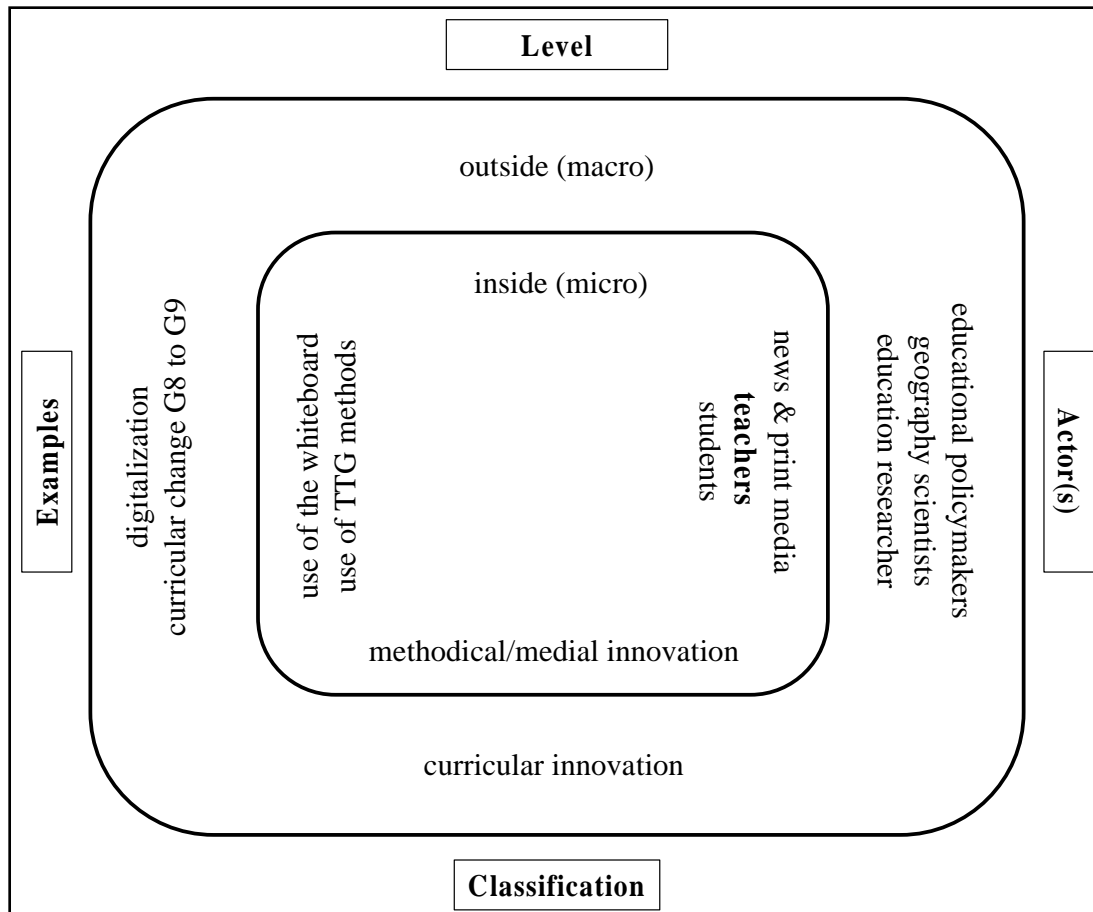 Level
outside (macro)
inside (micro)
Examples
digitalization
curricular change G8 to G9
use of the whiteboard
use of TTG methods
news & print media
teachers
students
educational policymakers
geography scientists
education researcher
Actor(s)
methodical/medial innovation
curricular innovation
Classification